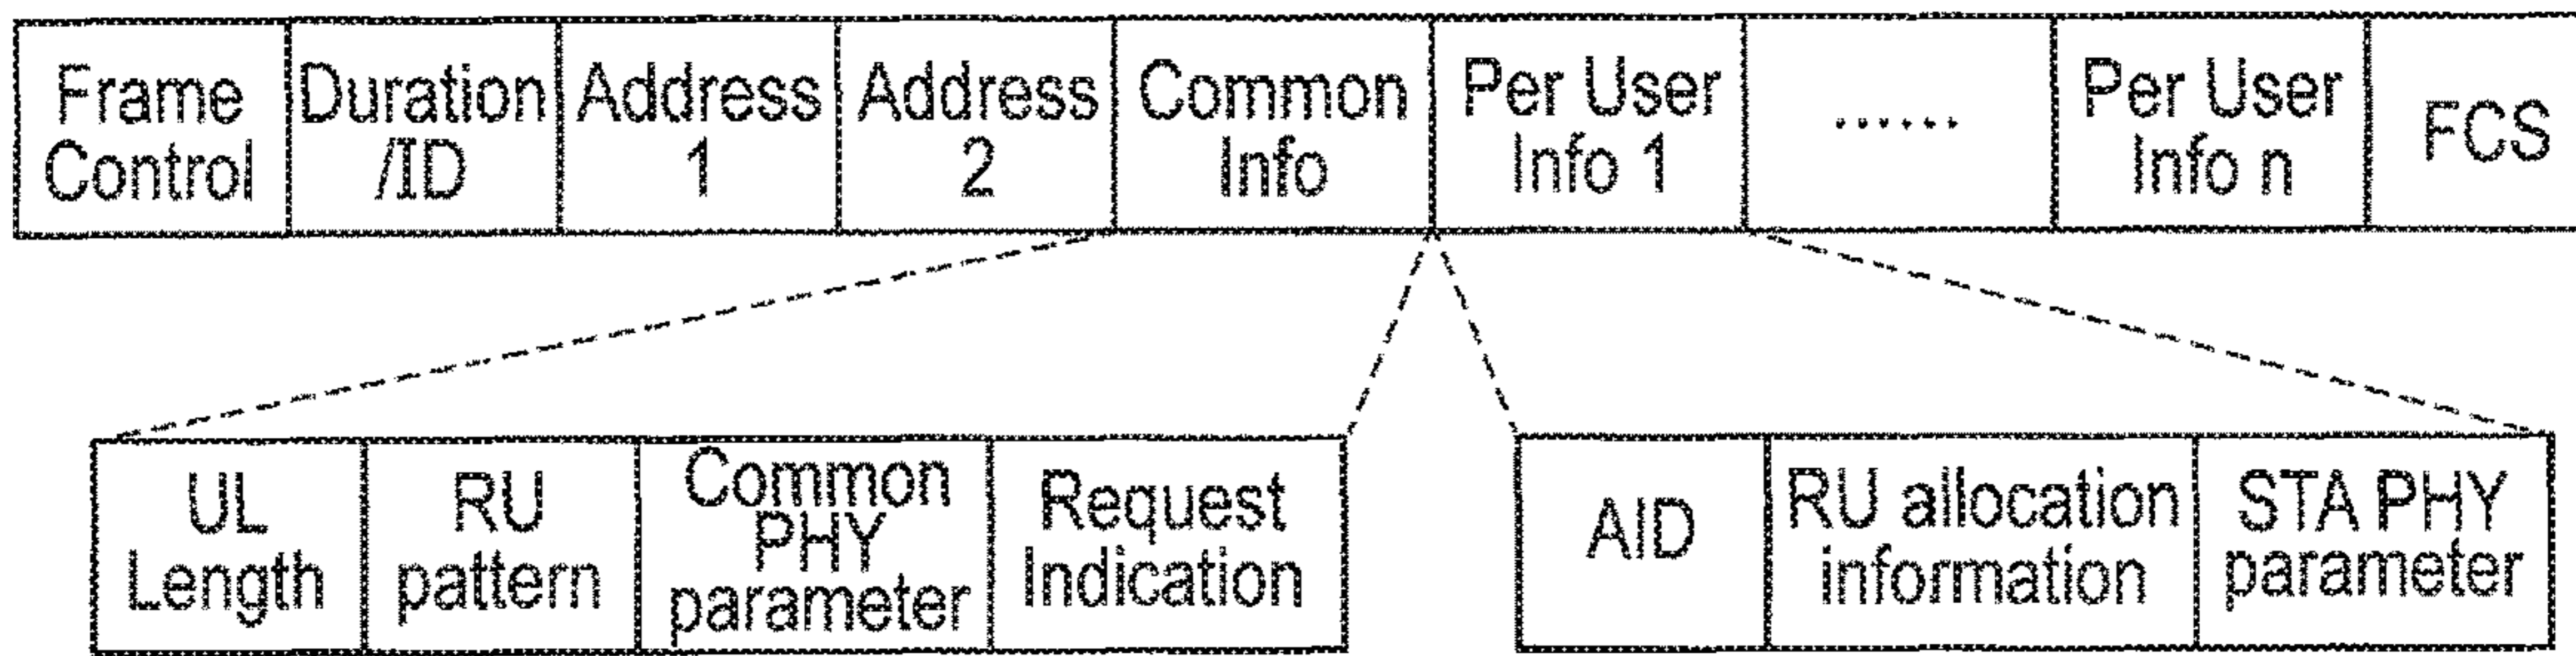 Frame
Control
Duration
/ID
Address
1
Address
2
Common
Info
Per User
Info 1
......
Per User
Info n
FCS
UL
Length
RU
pattern
Common
PHY
parameter
Request
Indication
AID
RU allocation
information
STA PHY
parameter